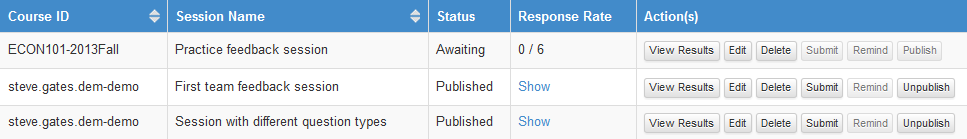 Course ID Session Name Status Response Rate Action(s)
ECON101-2013Fall Practice feedback session Awaiting 0 / 6 View Results Edit Delete Submit Remind Publish
steve.gates.dem-demo First team feedback session Published Show View Results Edit Delete Submit Remind Unpublish
steve.gates.dem-demo Session with different question types Published Show View Results Edit Delete Submit Remind Unpublish